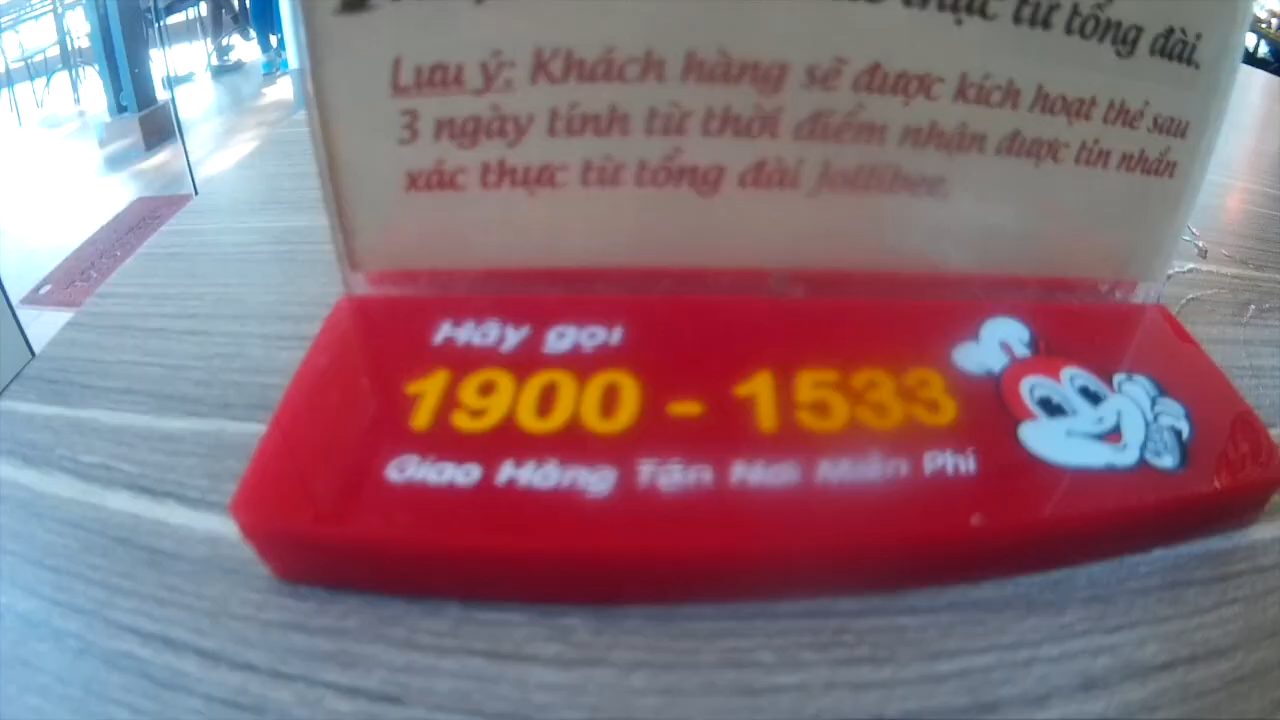 thực từ tổng đài.
Lưu ý: Khách hàng sẽ được kích hoạt thẻ sau
3 ngày tính từ thời điểm nhận được tin nhắn
xác thực từ tổng đài Jollibee.
Hãy gọi
1900 - 1533
Giao Hàng Tận Nơi Miễn Phí